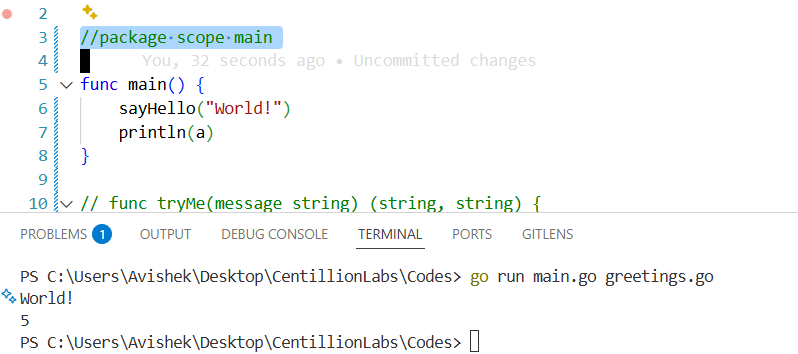 2
3 //package scope main
4 You, 32 seconds ago • Uncommitted changes
5 func main() {
6 sayHello("World!")
7 println(a)
8 }
9
10 // func tryMe(message string) (string, string) {
PROBLEMS 1 OUTPUT DEBUG CONSOLE TERMINAL PORTS GITLENS
PS C:\Users\Avishek\Desktop\CentillionLabs\Codes> go run main.go greetings.go
World!
5
PS C:\Users\Avishek\Desktop\CentillionLabs\Codes>